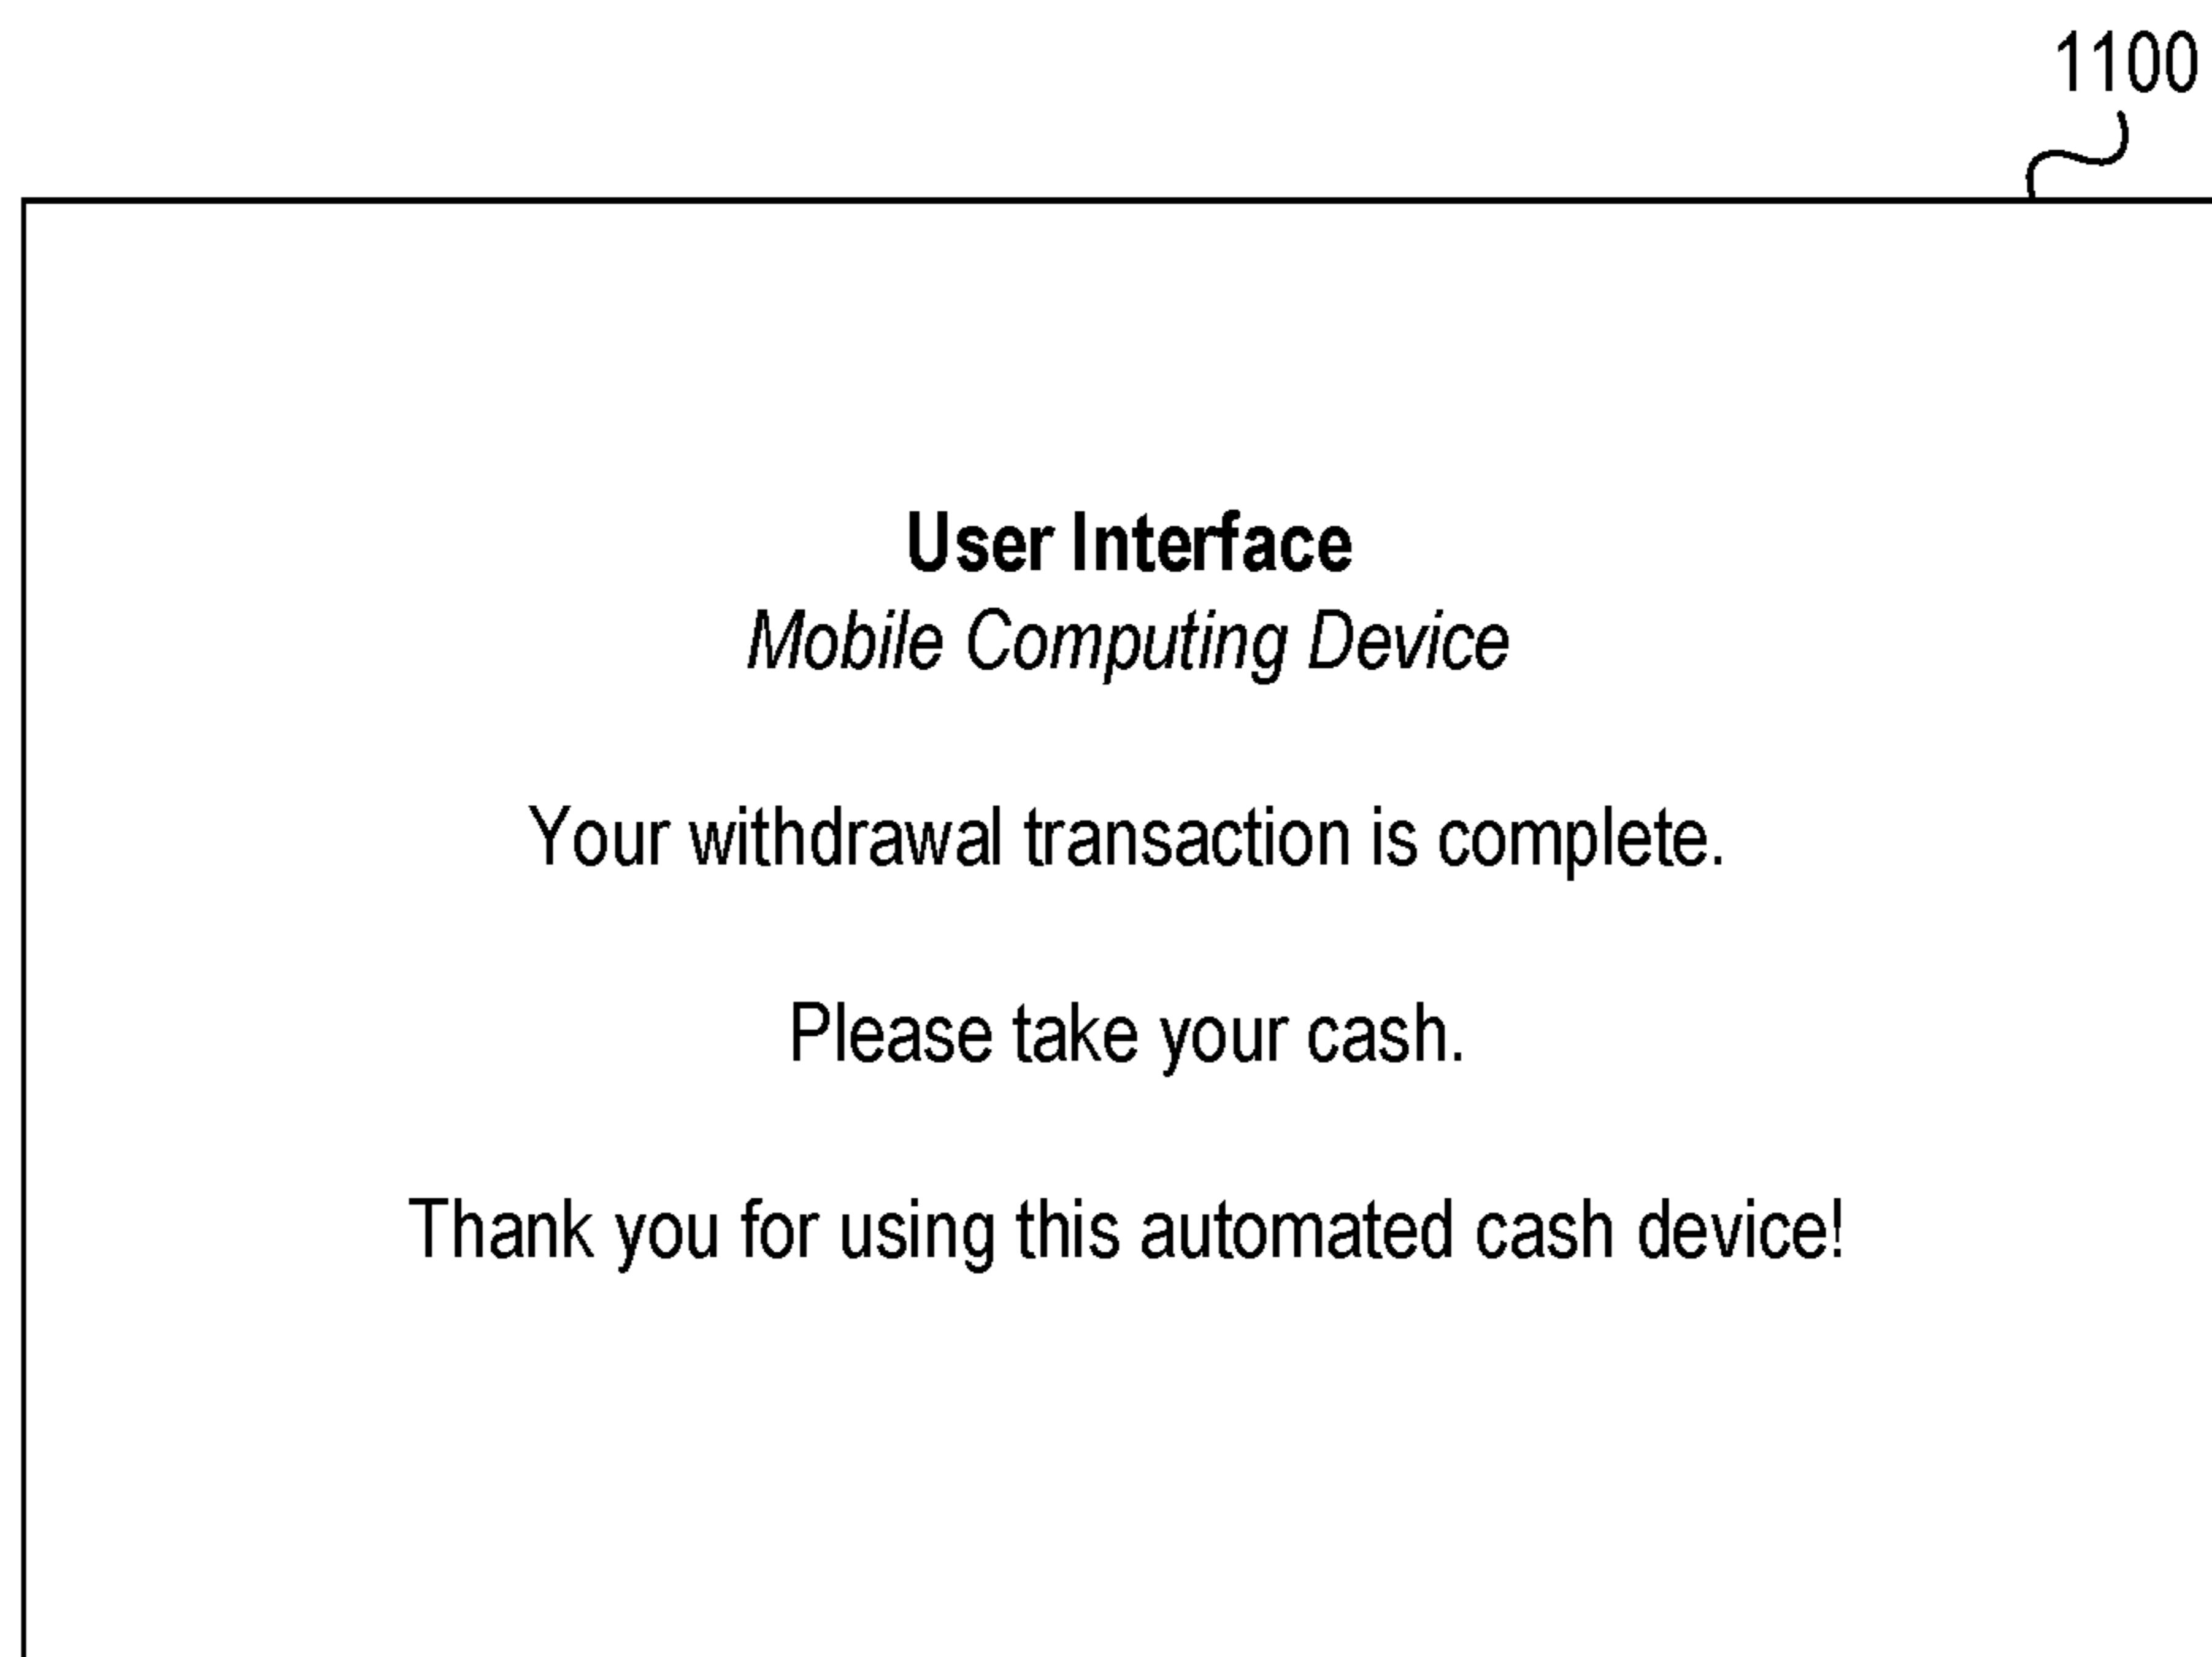 1100
User Interface
Mobile Computing Device
Your withdrawal transaction is complete.
Please take your cash.
Thank you for using this automated cash device!